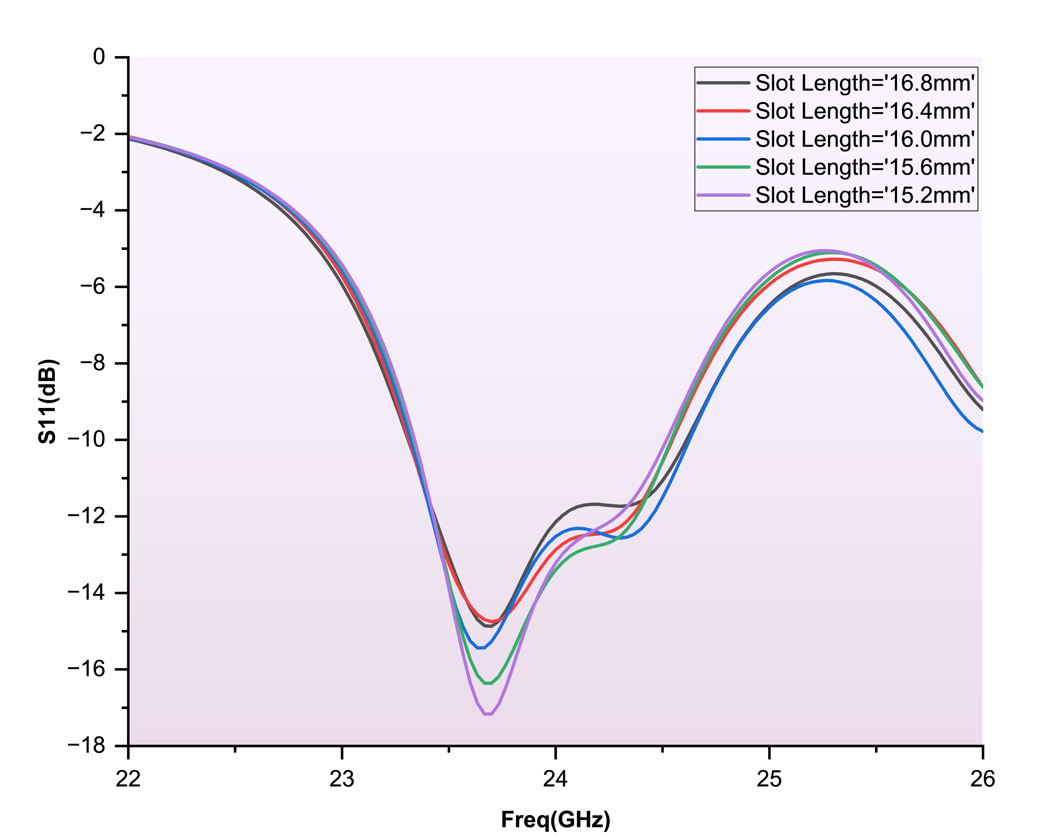 0
−2
−4
−6
−8
−10
−12
−14
−16
−18
S11(dB)
Slot Length='16.8mm'
Slot Length='16.4mm'
Slot Length='16.0mm'
Slot Length='15.6mm'
Slot Length='15.2mm'
22 23 24 25 26
Freq(GHz)